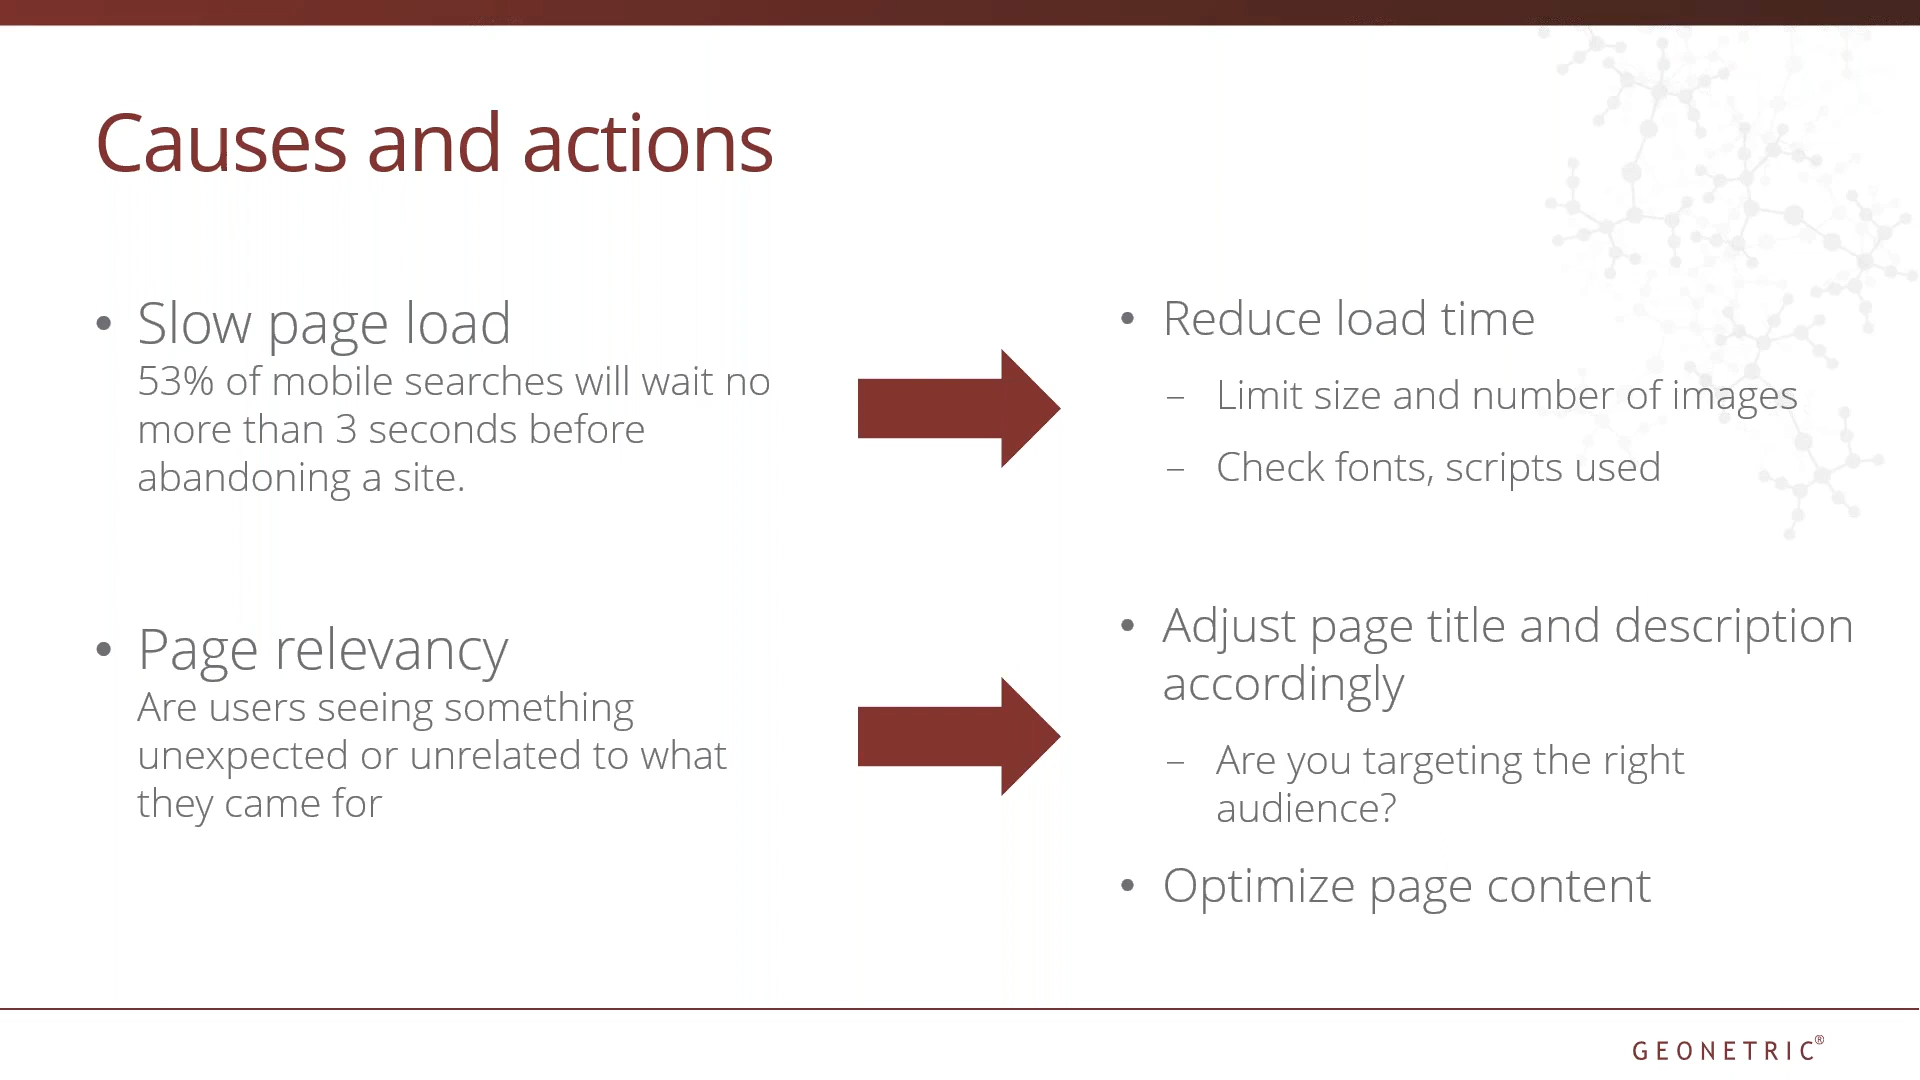 Causes and actions
• Slow page load
53% of mobile searches will wait no
more than 3 seconds before
abandoning a site.
• Reduce load time
– Limit size and number of images
– Check fonts, scripts used
• Page relevancy
Are users seeing something
unexpected or unrelated to what
they came for
• Adjust page title and description
accordingly
– Are you targeting the right
audience?
• Optimize page content
GEONETRIC®